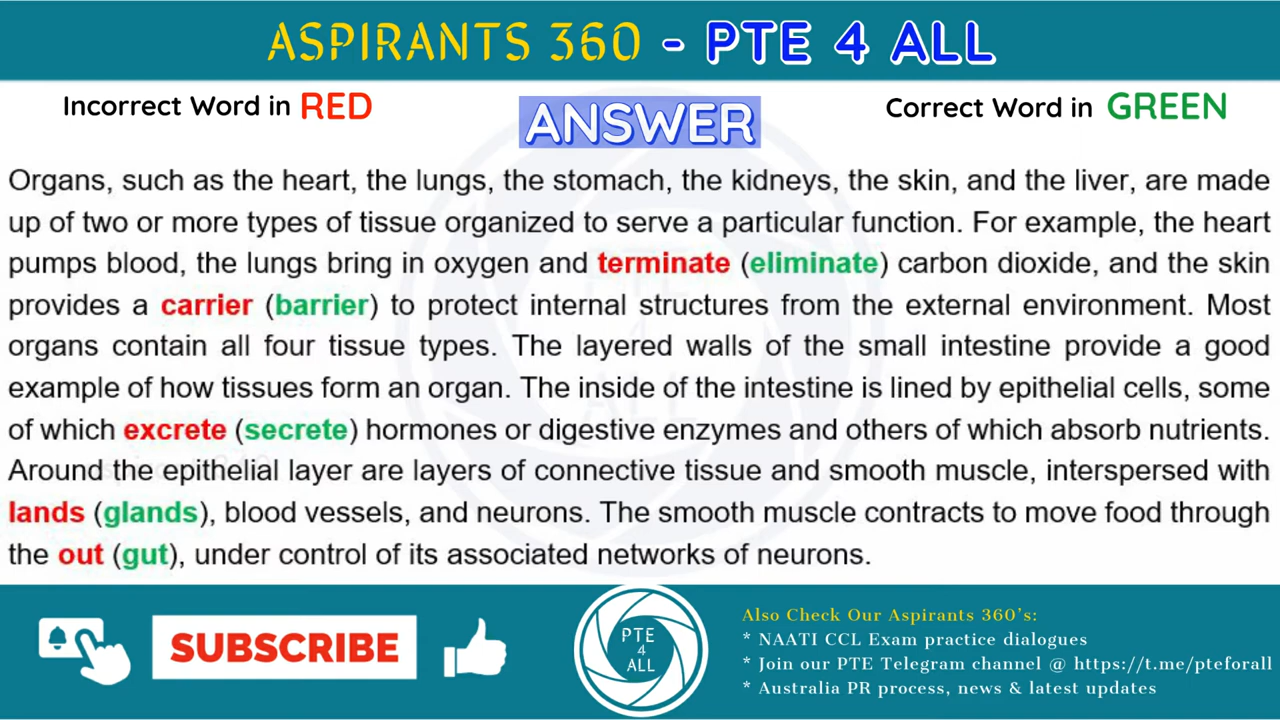 ASPIRANTS 360 - PTE 4 ALL
Incorrect Word in RED
ANSWER
Correct Word in GREEN
Organs, such as the heart, the lungs, the stomach, the kidneys, the skin, and the liver, are made
up of two or more types of tissue organized to serve a particular function. For example, the heart
pumps blood, the lungs bring in oxygen and terminate (eliminate) carbon dioxide, and the skin
provides a carrier (barrier) to protect internal structures from the external environment. Most
organs contain all four tissue types. The layered walls of the small intestine provide a good
example of how tissues form an organ. The inside of the intestine is lined by epithelial cells, some
of which excrete (secrete) hormones or digestive enzymes and others of which absorb nutrients.
Around the epithelial layer are layers of connective tissue and smooth muscle, interspersed with
lands (glands), blood vessels, and neurons. The smooth muscle contracts to move food through
the out (gut), under control of its associated networks of neurons.
SUBSCRIBE
PTE
4
ALL
Also Check Our Aspirants 360's:
* NAATI CCL Exam practice dialogues
* Join our PTE Telegram channel @ https://t.me/pteforall
* Australia PR process, news & latest updates